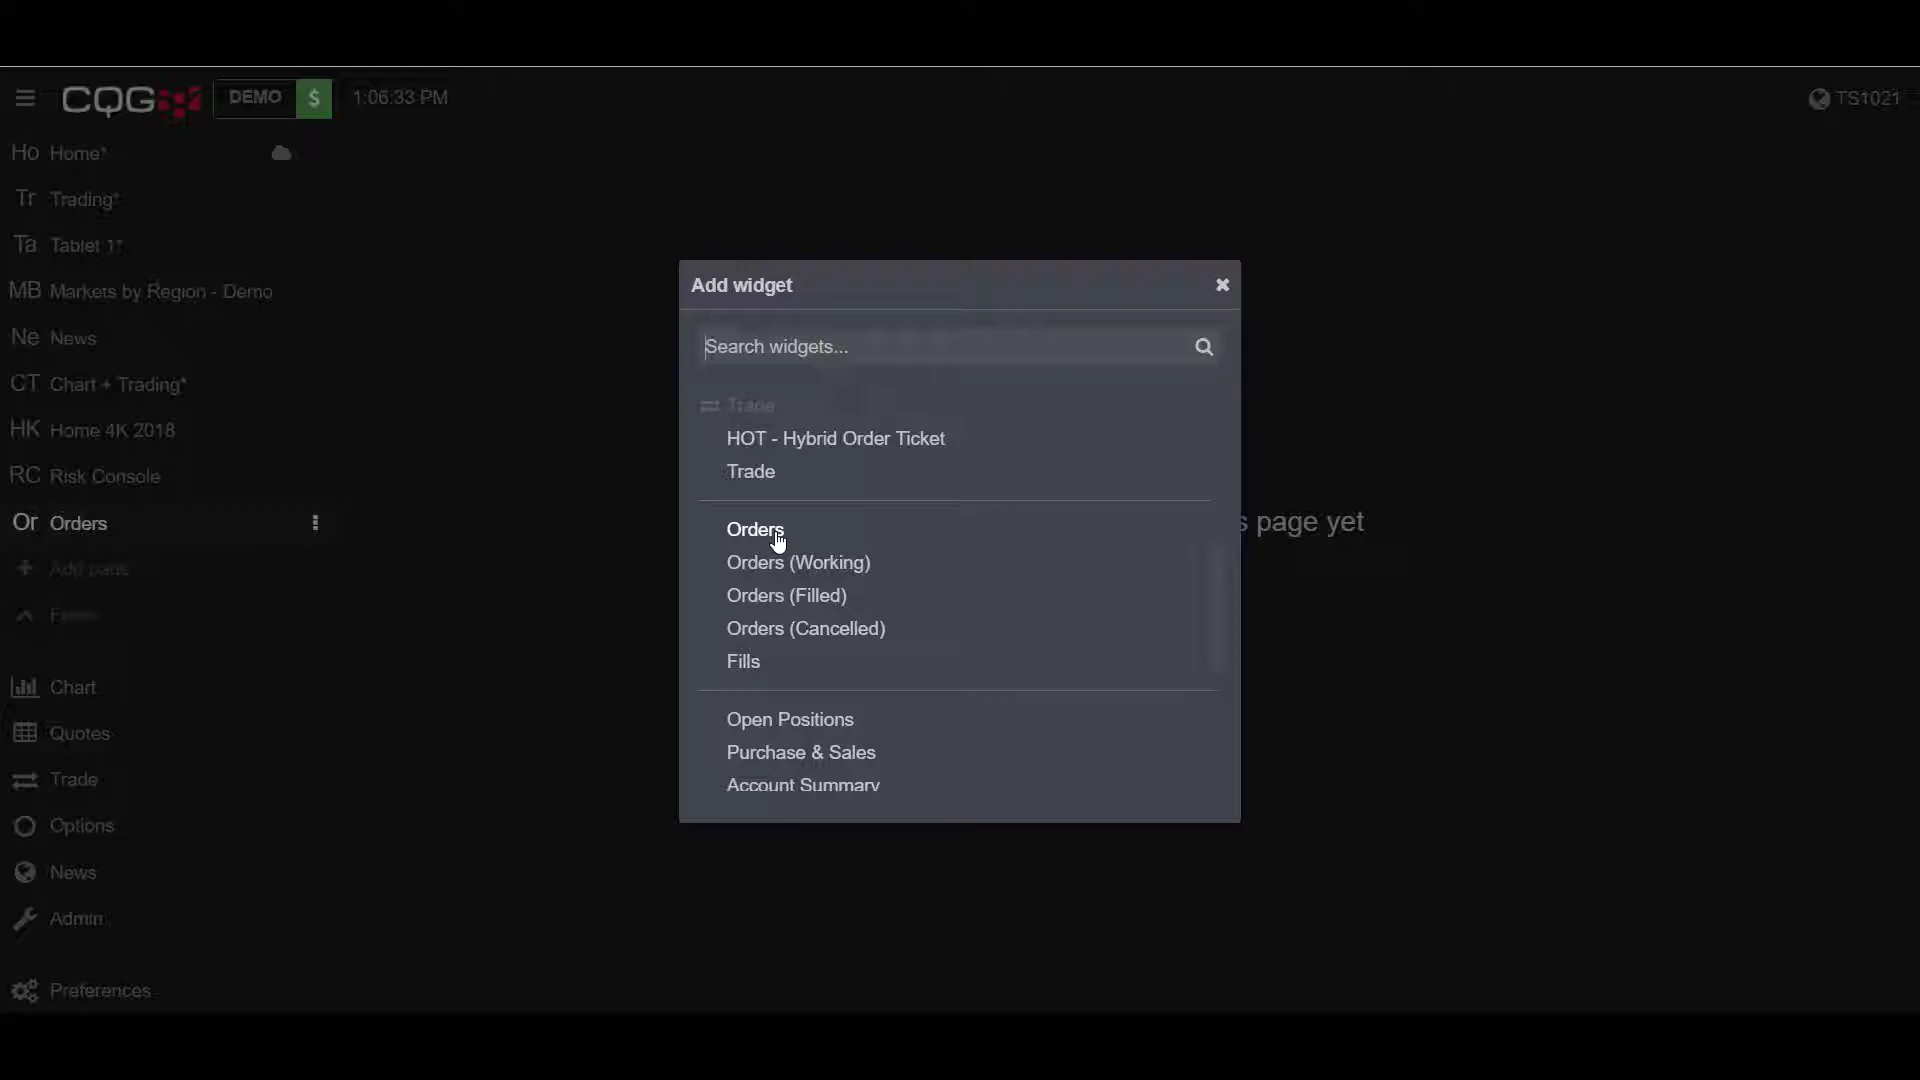 CQG
DEMO $ 1:06:33 PM
TS1021
Ho Home*
Tr Trading*
Ta Tablet 1*
MB Markets by Region - Demo
Ne News
CT Chart + Trading*
HK Home 4K 2018
RC Risk Console
Or Orders
+ Add page
Chart
Quotes
Trade
Options
News
Admin
Preferences
Add widget
Search widgets...
Trade
HOT - Hybrid Order Ticket
Trade
Orders
Orders (Working)
Orders (Filled)
Orders (Cancelled)
Fills
Open Positions
Purchase & Sales
Account Summary
page yet